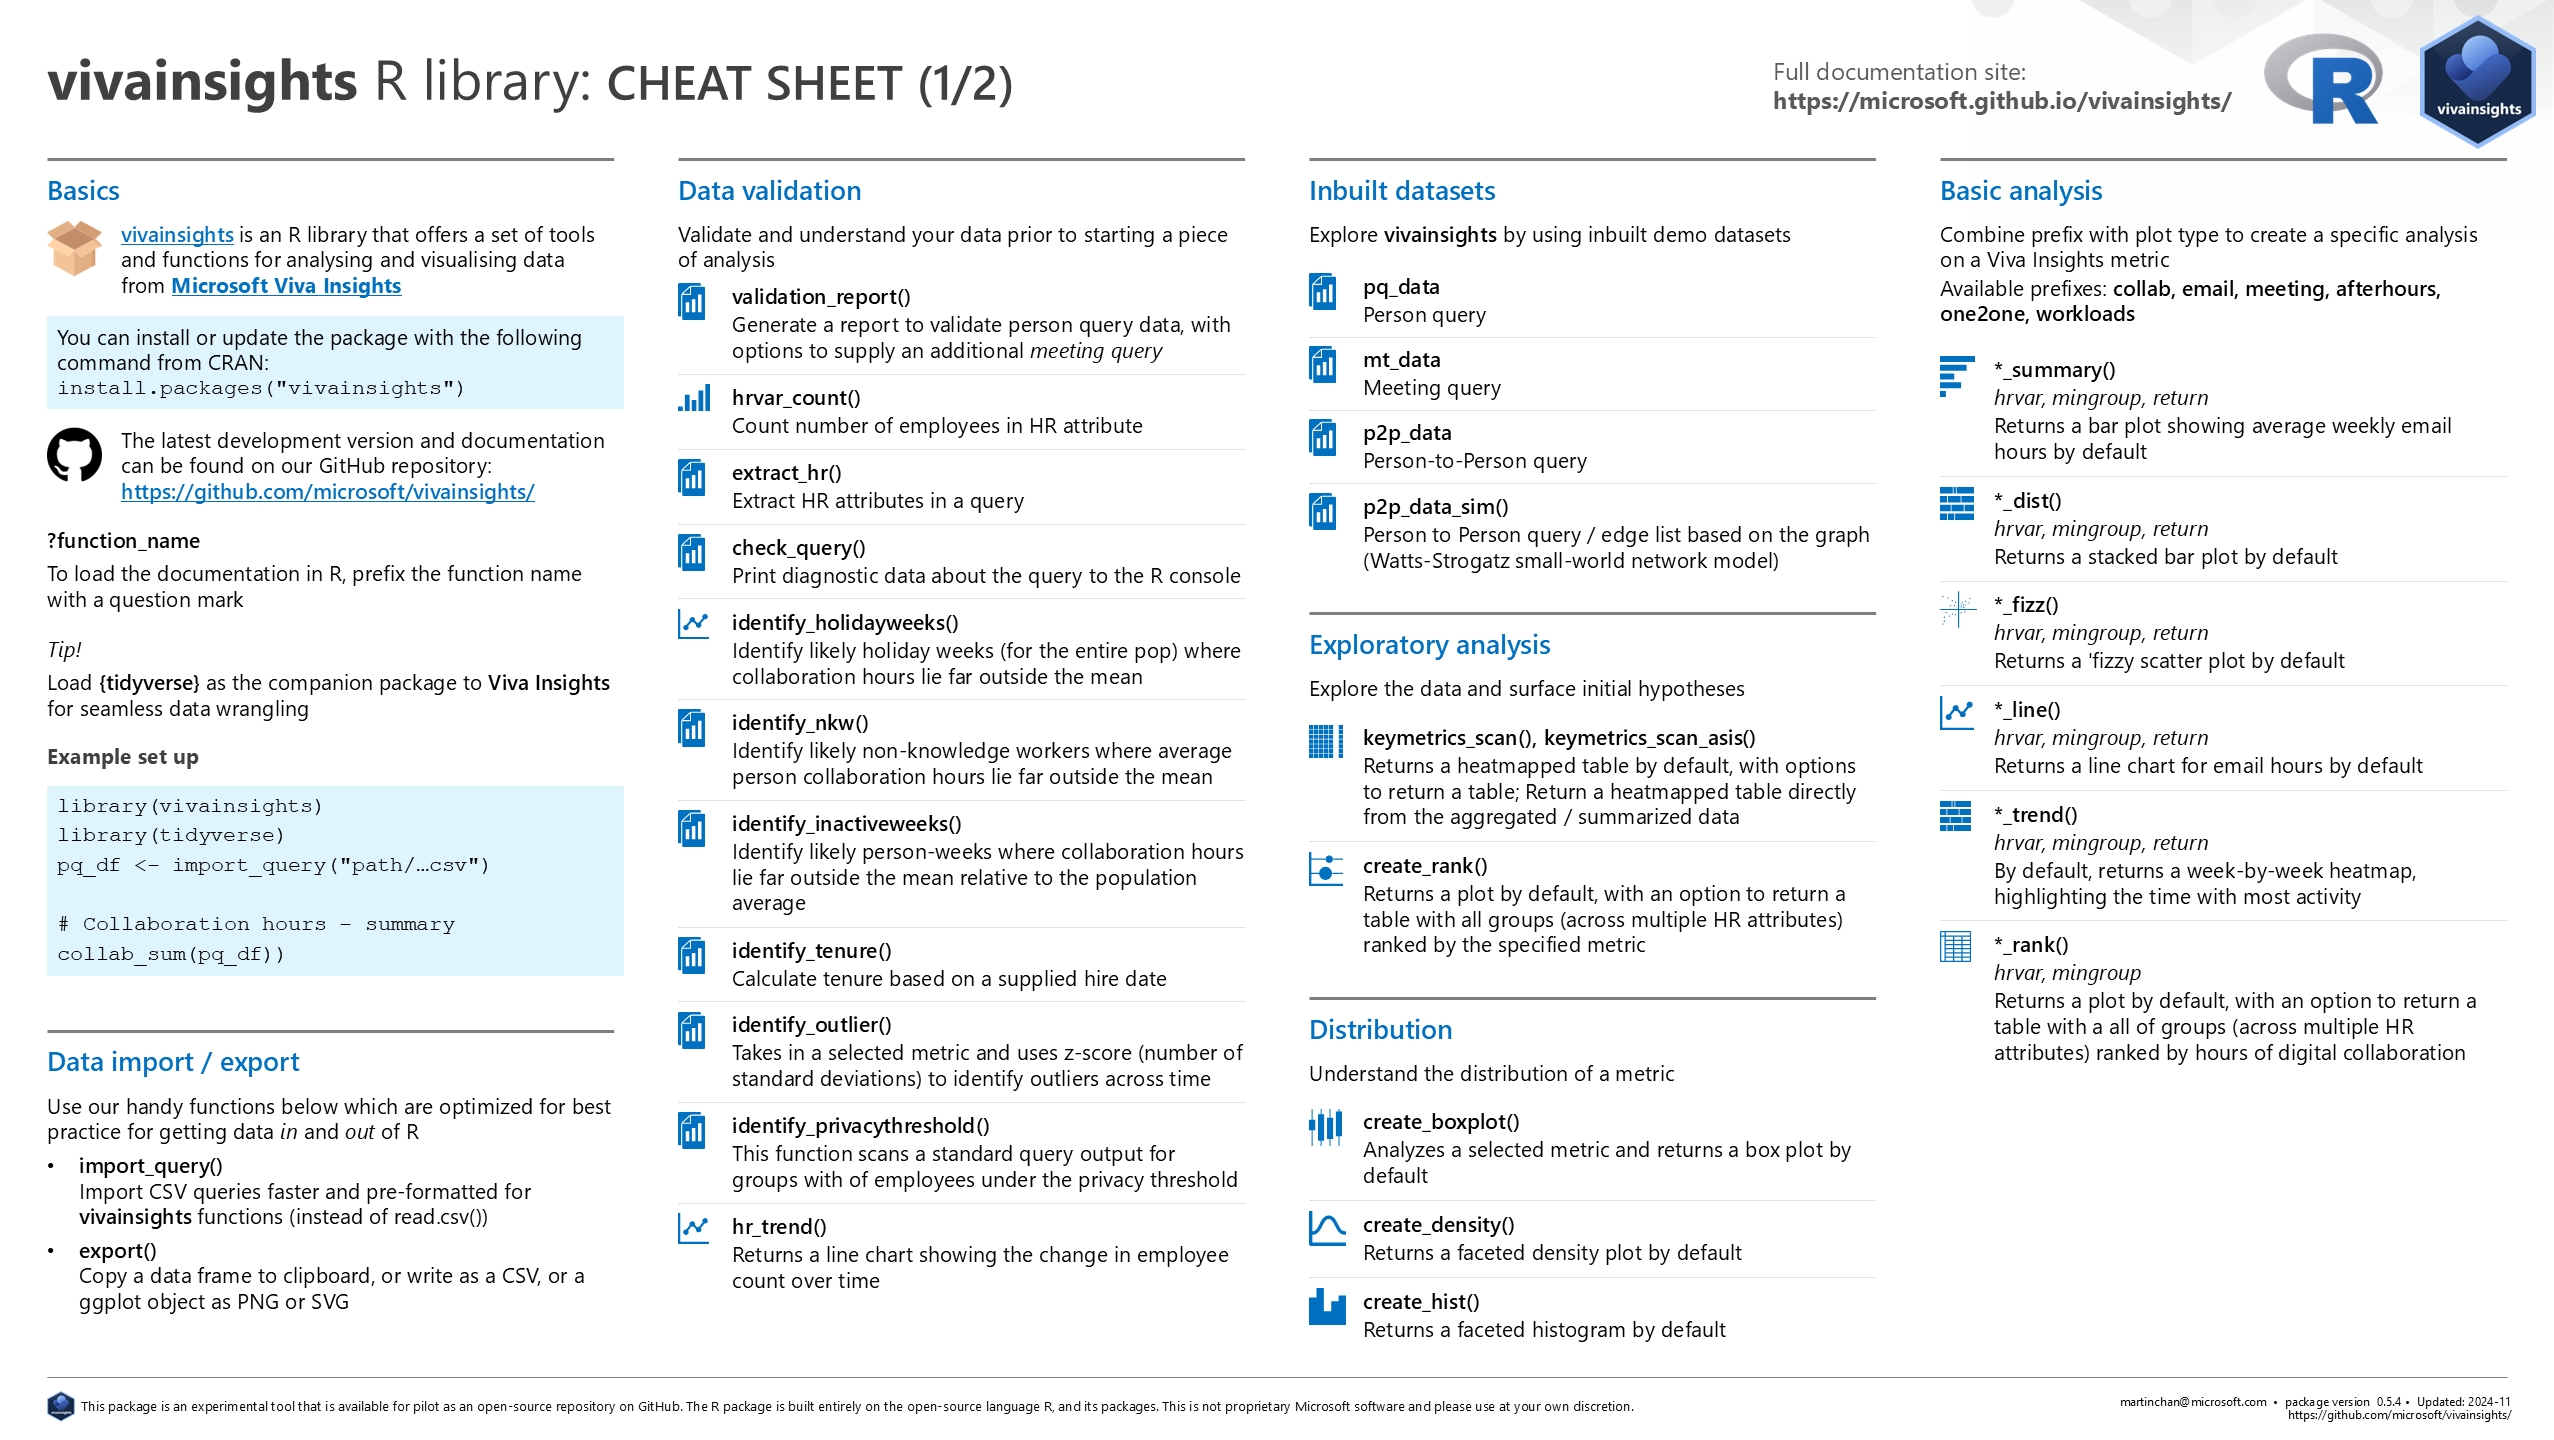 vivainsights R library: CHEAT SHEET (1/2)
Full documentation site:
https://microsoft.github.io/vivainsights/
vivainsights
Basics
vivainsights is an R library that offers a set of tools
and functions for analysing and visualising data
from Microsoft Viva Insights
You can install or update the package with the following
command from CRAN:
install.packages("vivainsights")
The latest development version and documentation
can be found on our GitHub repository:
https://github.com/microsoft/vivainsights/
?function_name
To load the documentation in R, prefix the function name
with a question mark
Tip!
Load {tidyverse} as the companion package to Viva Insights
for seamless data wrangling
Example set up
library(vivainsights)
library(tidyverse)
pq_df <- import_query("path/…csv")
# Collaboration hours – summary
collab_sum(pq_df))
Data import / export
Use our handy functions below which are optimized for best
practice for getting data in and out of R
• import_query()
Import CSV queries faster and pre-formatted for
vivainsights functions (instead of read.csv())
• export()
Copy a data frame to clipboard, or write as a CSV, or a
ggplot object as PNG or SVG
Data validation
Validate and understand your data prior to starting a piece
of analysis
validation_report()
Generate a report to validate person query data, with
options to supply an additional meeting query
hrvar_count()
Count number of employees in HR attribute
extract_hr()
Extract HR attributes in a query
check_query()
Print diagnostic data about the query to the R console
identify_holidayweeks()
Identify likely holiday weeks (for the entire pop) where
collaboration hours lie far outside the mean
identify_nkw()
Identify likely non-knowledge workers where average
person collaboration hours lie far outside the mean
identify_inactiveweeks()
Identify likely person-weeks where collaboration hours
lie far outside the mean relative to the population
average
identify_tenure()
Calculate tenure based on a supplied hire date
identify_outlier()
Takes in a selected metric and uses z-score (number of
standard deviations) to identify outliers across time
identify_privacythreshold()
This function scans a standard query output for
groups with of employees under the privacy threshold
hr_trend()
Returns a line chart showing the change in employee
count over time
Inbuilt datasets
Explore vivainsights by using inbuilt demo datasets
pq_data
Person query
mt_data
Meeting query
p2p_data
Person-to-Person query
p2p_data_sim()
Person to Person query / edge list based on the graph
(Watts-Strogatz small-world network model)
Exploratory analysis
Explore the data and surface initial hypotheses
keymetrics_scan(), keymetrics_scan_asis()
Returns a heatmapped table by default, with options
to return a table; Return a heatmapped table directly
from the aggregated / summarized data
create_rank()
Returns a plot by default, with an option to return a
table with all groups (across multiple HR attributes)
ranked by the specified metric
Distribution
Understand the distribution of a metric
create_boxplot()
Analyzes a selected metric and returns a box plot by
default
create_density()
Returns a faceted density plot by default
create_hist()
Returns a faceted histogram by default
Basic analysis
Combine prefix with plot type to create a specific analysis
on a Viva Insights metric
Available prefixes: collab, email, meeting, afterhours,
one2one, workloads
*_summary()
hrvar, mingroup, return
Returns a bar plot showing average weekly email
hours by default
*_dist()
hrvar, mingroup, return
Returns a stacked bar plot by default
*_fizz()
hrvar, mingroup, return
Returns a 'fizzy scatter plot by default
*_line()
hrvar, mingroup, return
Returns a line chart for email hours by default
*_trend()
hrvar, mingroup, return
By default, returns a week-by-week heatmap,
highlighting the time with most activity
*_rank()
hrvar, mingroup
Returns a plot by default, with an option to return a
table with a all of groups (across multiple HR
attributes) ranked by hours of digital collaboration
This package is an experimental tool that is available for pilot as an open-source repository on GitHub. The R package is built entirely on the open-source language R, and its packages. This is not proprietary Microsoft software and please use at your own discretion.
martinchan@microsoft.com • package version 0.5.4 • Updated: 2024-11
https://github.com/microsoft/vivainsights/